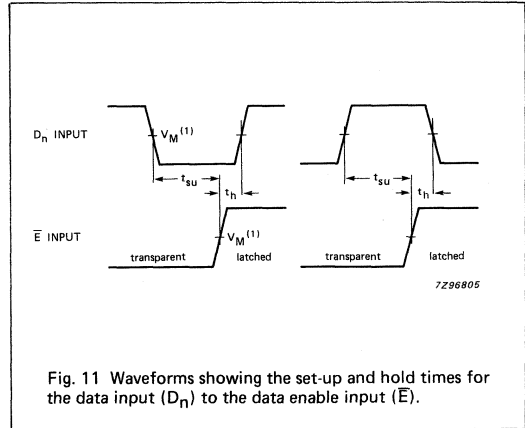 Dn INPUT VM(1)
tsu tsu
th th
E̅ INPUT VM(1)
transparent latched transparent latched
7Z96805
Fig. 11 Waveforms showing the set-up and hold times for
the data input (Dn) to the data enable input (E̅).